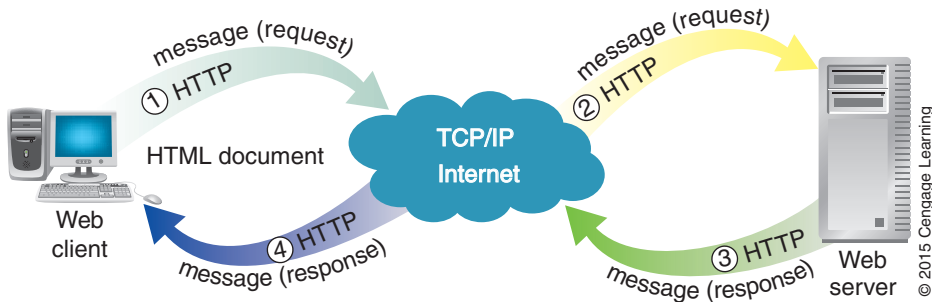 message (request)
① HTTP
message (request)
② HTTP
TCP/IP
Internet
HTML document
Web
client
④ HTTP
message (response)
③ HTTP
message (response)
Web
server
© 2015 Cengage Learning